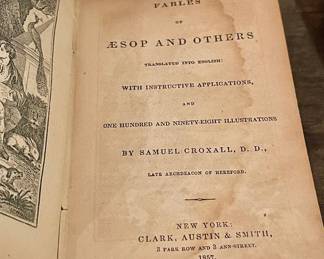 FABLES
OF
ÆSOP AND OTHERS
TRANSLATED INTO ENGLISH:
WITH INSTRUCTIVE APPLICATIONS,
AND
ONE HUNDRED AND NINETY-EIGHT ILLUSTRATIONS
BY SAMUEL CROXALL, D. D.,
LATE ARCHDEACON OF HEREFORD.
NEW YORK:
CLARK, AUSTIN & SMITH,
3 PARK ROW AND 3 ANN-STREET.
1857.